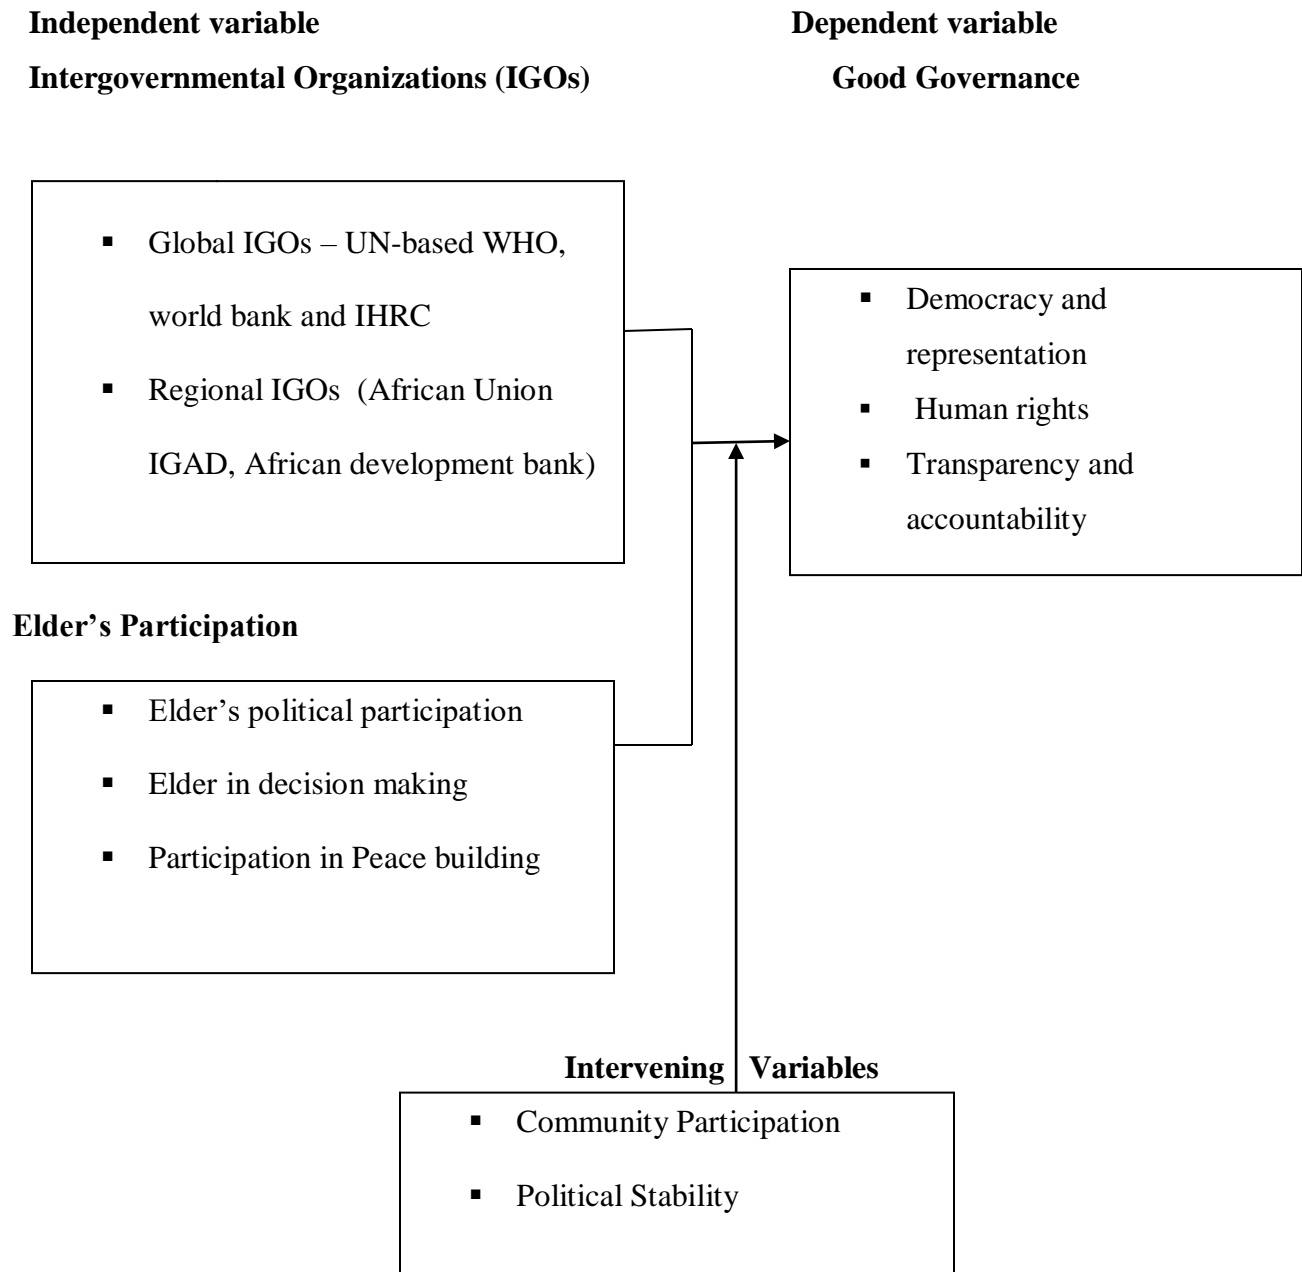 Independent variable
Dependent variable
Intergovernmental Organizations (IGOs)
Good Governance
▪ Global IGOs – UN-based WHO,
world bank and IHRC
▪ Regional IGOs (African Union
IGAD, African development bank)
▪ Democracy and
representation
▪ Human rights
▪ Transparency and
accountability
Elder’s Participation
▪ Elder’s political participation
▪ Elder in decision making
▪ Participation in Peace building
Intervening Variables
▪ Community Participation
▪ Political Stability